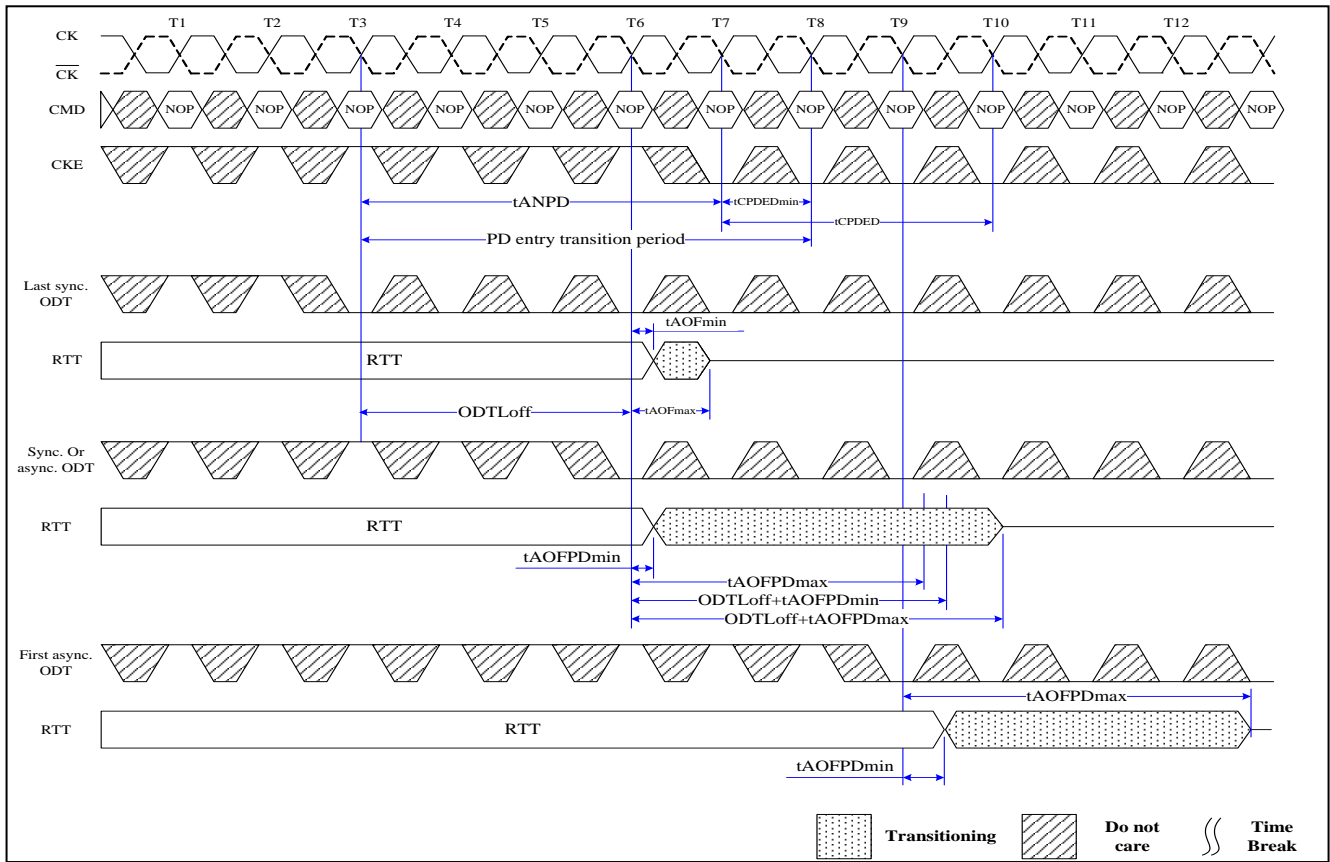 T1 T2 T3 T4 T5 T6 T7 T8 T9 T10 T11 T12
CK
CK
CMD NOP NOP NOP NOP NOP NOP NOP NOP NOP NOP NOP NOP NOP
CKE
tANPD tCPDEDmin
tCPDED
PD entry transition period
Last sync.
ODT
tAOFmin
RTT RTT
ODTLoff tAOFmax
Sync. Or
async. ODT
RTT RTT
tAOFPDmin
tAOFPDmax
ODTLoff+tAOFPDmin
ODTLoff+tAOFPDmax
First async.
ODT
tAOFPDmax
RTT RTT
tAOFPDmin
Transitioning
Do not
care
Time
Break